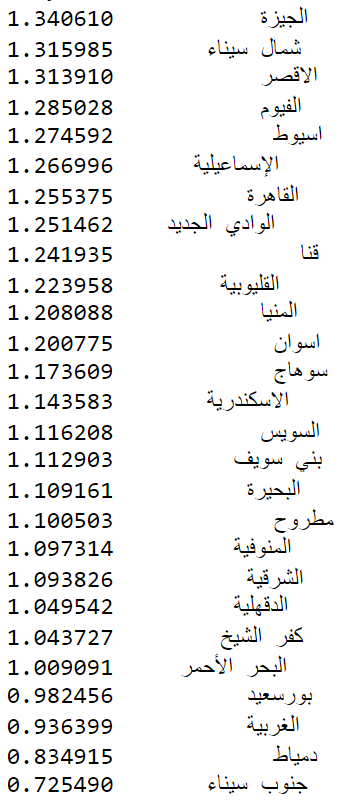 1.340610 الجيزة
1.315985 شمال سيناء
1.313910 الاقصر
1.285028 الفيوم
1.274592 اسيوط
1.266996 الإسماعيلية
1.255375 القاهرة
1.251462 الوادي الجديد
1.241935 قنا
1.223958 القليوبية
1.208088 المنيا
1.200775 اسوان
1.173609 سوهاج
1.143583 الاسكندرية
1.116208 السويس
1.112903 بني سويف
1.109161 البحيرة
1.100503 مطروح
1.097314 المنوفية
1.093826 الشرقية
1.049542 الدقهلية
1.043727 كفر الشيخ
1.009091 البحر الأحمر
0.982456 بورسعيد
0.936399 الغربية
0.834915 دمياط
0.725490 جنوب سيناء